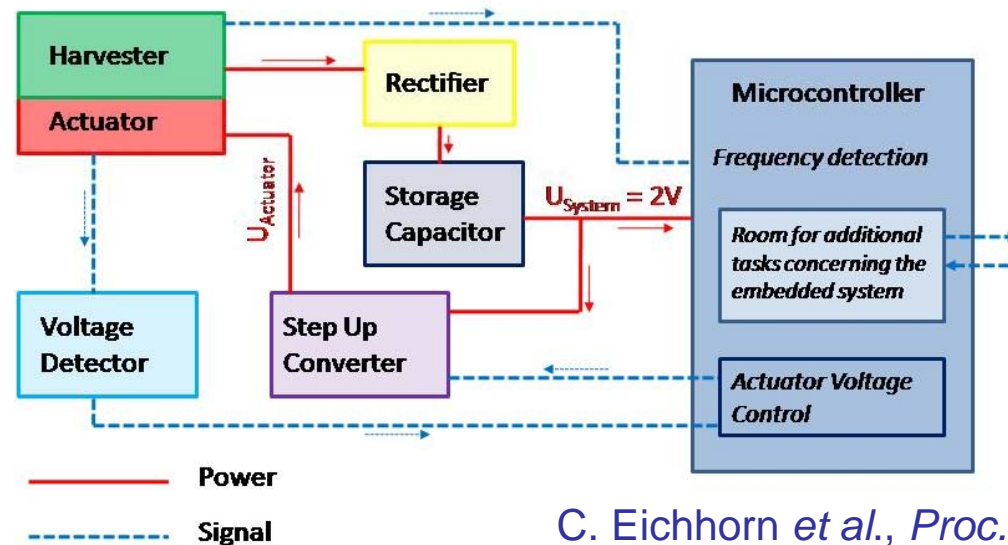 Harvester
Actuator
Rectifier
Storage
Capacitor
U_Actuator
U_System = 2V
Voltage
Detector
Step Up
Converter
Microcontroller
Frequency detection
Room for additional
tasks concerning the
embedded system
Actuator Voltage
Control
Power
Signal
C. Eichhorn et al., Proc.